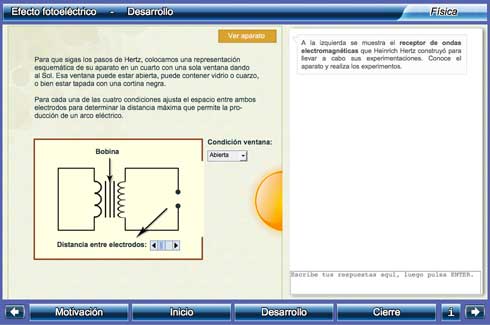 Efecto fotoeléctrico - Desarrollo
Física
Ver aparato
Para que sigas los pasos de Hertz, colocamos una representación
esquemática de su aparato en un cuarto con una sola ventana dando
al Sol. Esa ventana puede estar abierta, puede contener vidrio o cuarzo,
o bien estar tapada con una cortina negra.
Para cada una de las cuatro condiciones ajusta el espacio entre ambos
electrodos para determinar la distancia máxima que permite la pro-
ducción de un arco eléctrico.
Condición ventana:
Abierta
Bobina
Distancia entre electrodos:
A la izquierda se muestra el receptor de ondas
electromagnéticas que Heinrich Hertz construyó para
llevar a cabo sus experimentaciones. Conoce el
aparato y realiza los experimentos.
Escribe tus respuestas aquí, luego pulsa ENTER.
Motivación
Inicio
Desarrollo
Cierre
i